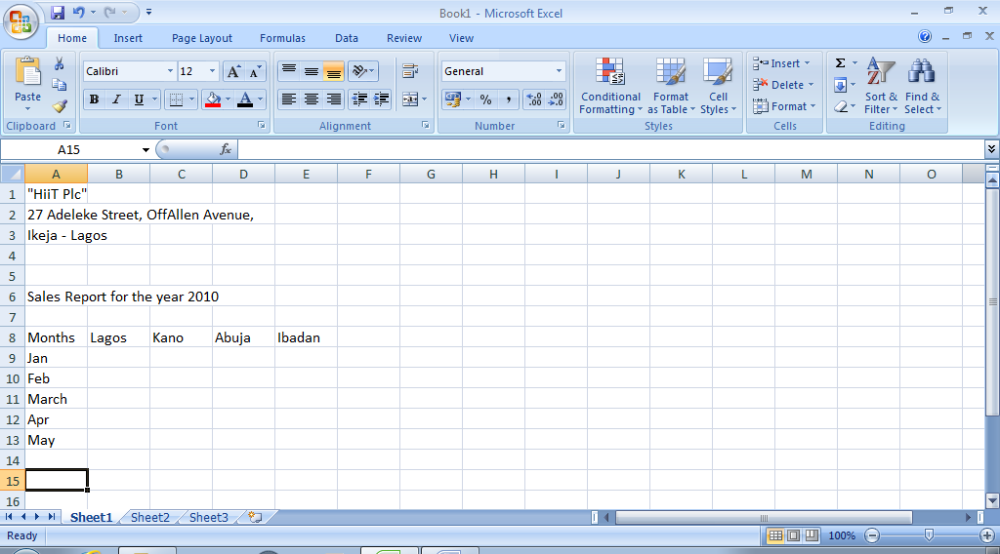 Book1 - Microsoft Excel
Home Insert Page Layout Formulas Data Review View
Paste
Clipboard
Calibri 12 A A
B I U A
Font
Alignment
General
% ,
Number
Conditional Formatting
Format as Table
Cell Styles
Styles
Insert
Delete
Format
Cells
Σ
Sort & Filter
Find & Select
Editing
A15 fx
A B C D E F G H I J K L M N O
1 "HiiT Plc"
2 27 Adeleke Street, OffAllen Avenue,
3 Ikeja - Lagos
4
5
6 Sales Report for the year 2010
7
8 Months Lagos Kano Abuja Ibadan
9 Jan
10 Feb
11 March
12 Apr
13 May
14
15
16
Sheet1 Sheet2 Sheet3
Ready 100%